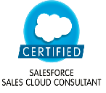 CERTIFIED
SALESFORCE
SALES CLOUD CONSULTANT